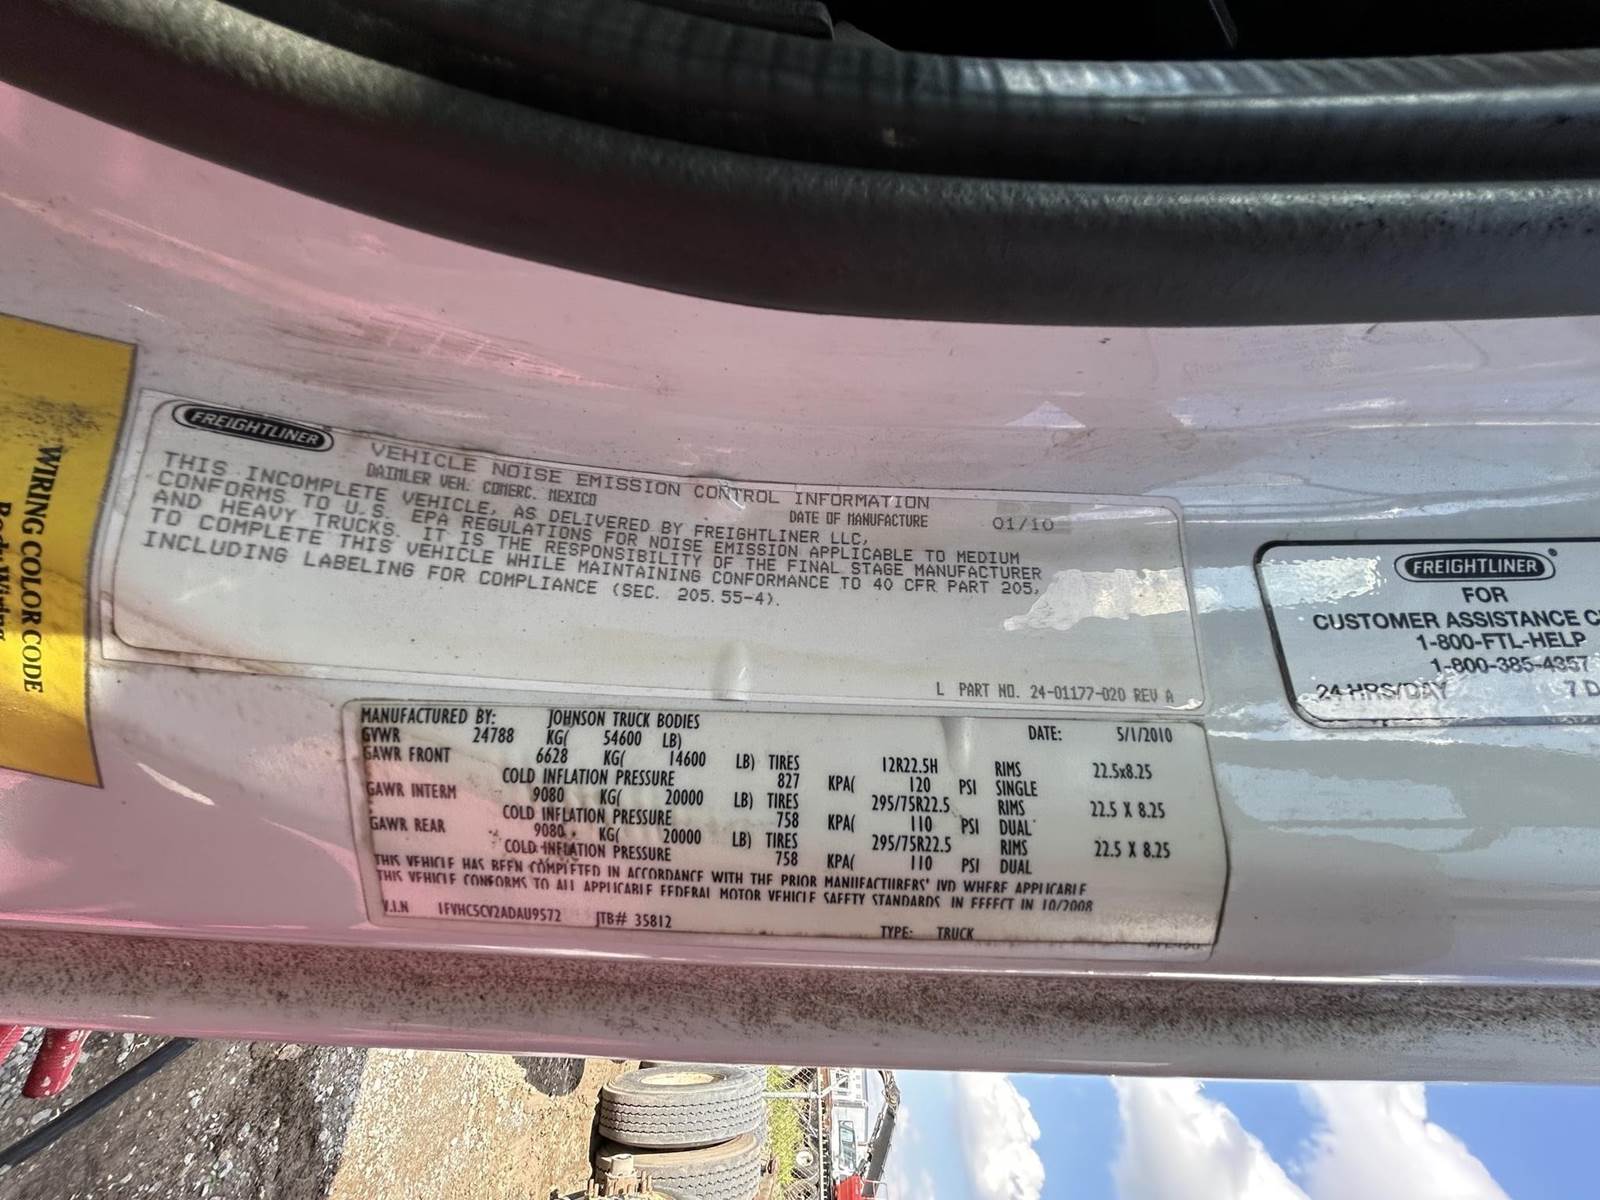 WIRING COLOR CODE
Body Wiring
FREIGHTLINER
VEHICLE NOISE EMISSION CONTROL INFORMATION
DAIMLER VEH. COMERC. MEXICO DATE OF MANUFACTURE 01/10
THIS INCOMPLETE VEHICLE, AS DELIVERED BY FREIGHTLINER LLC,
CONFORMS TO U.S. EPA REGULATIONS FOR NOISE EMISSION APPLICABLE TO MEDIUM
AND HEAVY TRUCKS. IT IS THE RESPONSIBILITY OF THE FINAL STAGE MANUFACTURER
TO COMPLETE THIS VEHICLE WHILE MAINTAINING CONFORMANCE TO 40 CFR PART 205,
INCLUDING LABELING FOR COMPLIANCE (SEC. 205.55-4).
L PART NO. 24-01177-020 REV A
MANUFACTURED BY: JOHNSON TRUCK BODIES DATE: 5/1/2010
GVWR 24788 KG( 54600 LB)
GAWR FRONT 6628 KG( 14600 LB) TIRES 12R22.5H RIMS 22.5x8.25
COLD INFLATION PRESSURE 827 KPA( 120 PSI SINGLE
GAWR INTERM 9080 KG( 20000 LB) TIRES 295/75R22.5 RIMS 22.5 X 8.25
COLD INFLATION PRESSURE 758 KPA( 110 PSI DUAL
GAWR REAR 9080 KG( 20000 LB) TIRES 295/75R22.5 RIMS 22.5 X 8.25
COLD INFLATION PRESSURE 758 KPA( 110 PSI DUAL
THIS VEHICLE HAS BEEN COMPLETED IN ACCORDANCE WITH THE PRIOR MANUFACTURERS' IVD WHERE APPLICABLE
THIS VEHICLE CONFORMS TO ALL APPLICABLE FEDERAL MOTOR VEHICLE SAFETY STANDARDS IN EFFECT IN 10/2008
V.I.N 1FVHC5CV2ADAU9572 JTB# 35812 TYPE: TRUCK
FREIGHTLINER
FOR
CUSTOMER ASSISTANCE C
1-800-FTL-HELP
1-800-385-4357
24 HRS/DAY 7 D